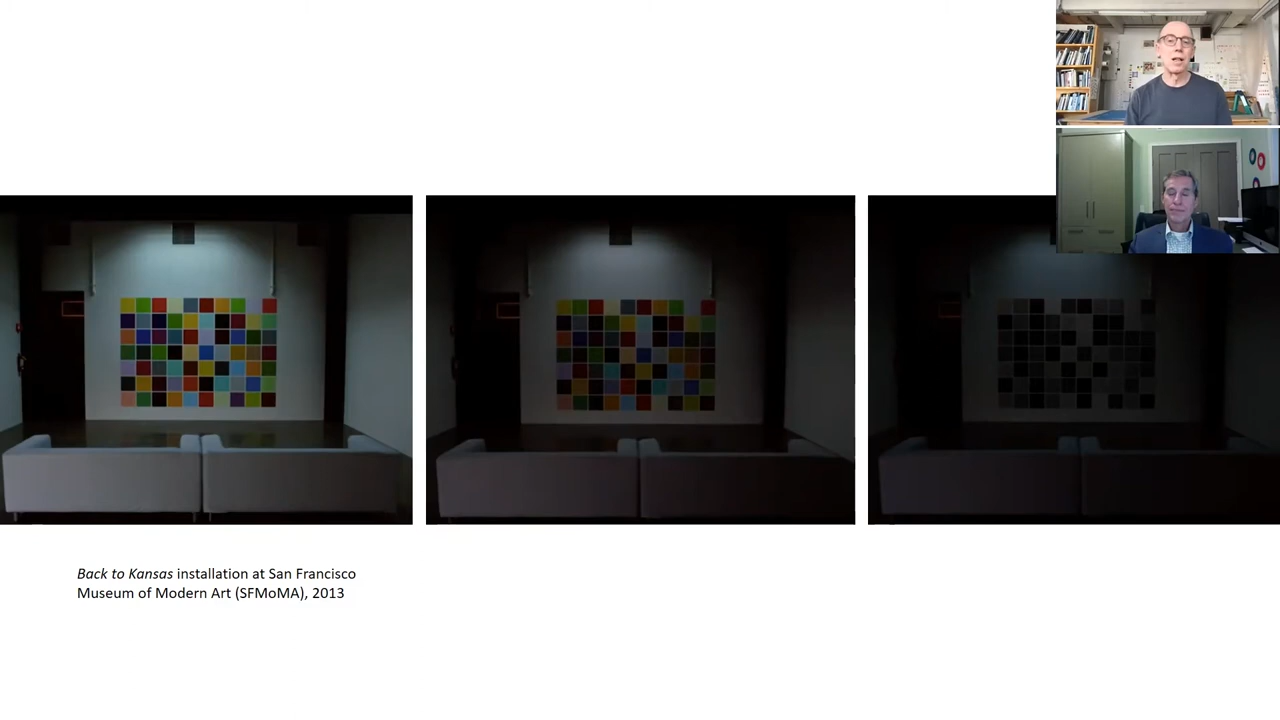 Back to Kansas installation at San Francisco
Museum of Modern Art (SFMoMA), 2013